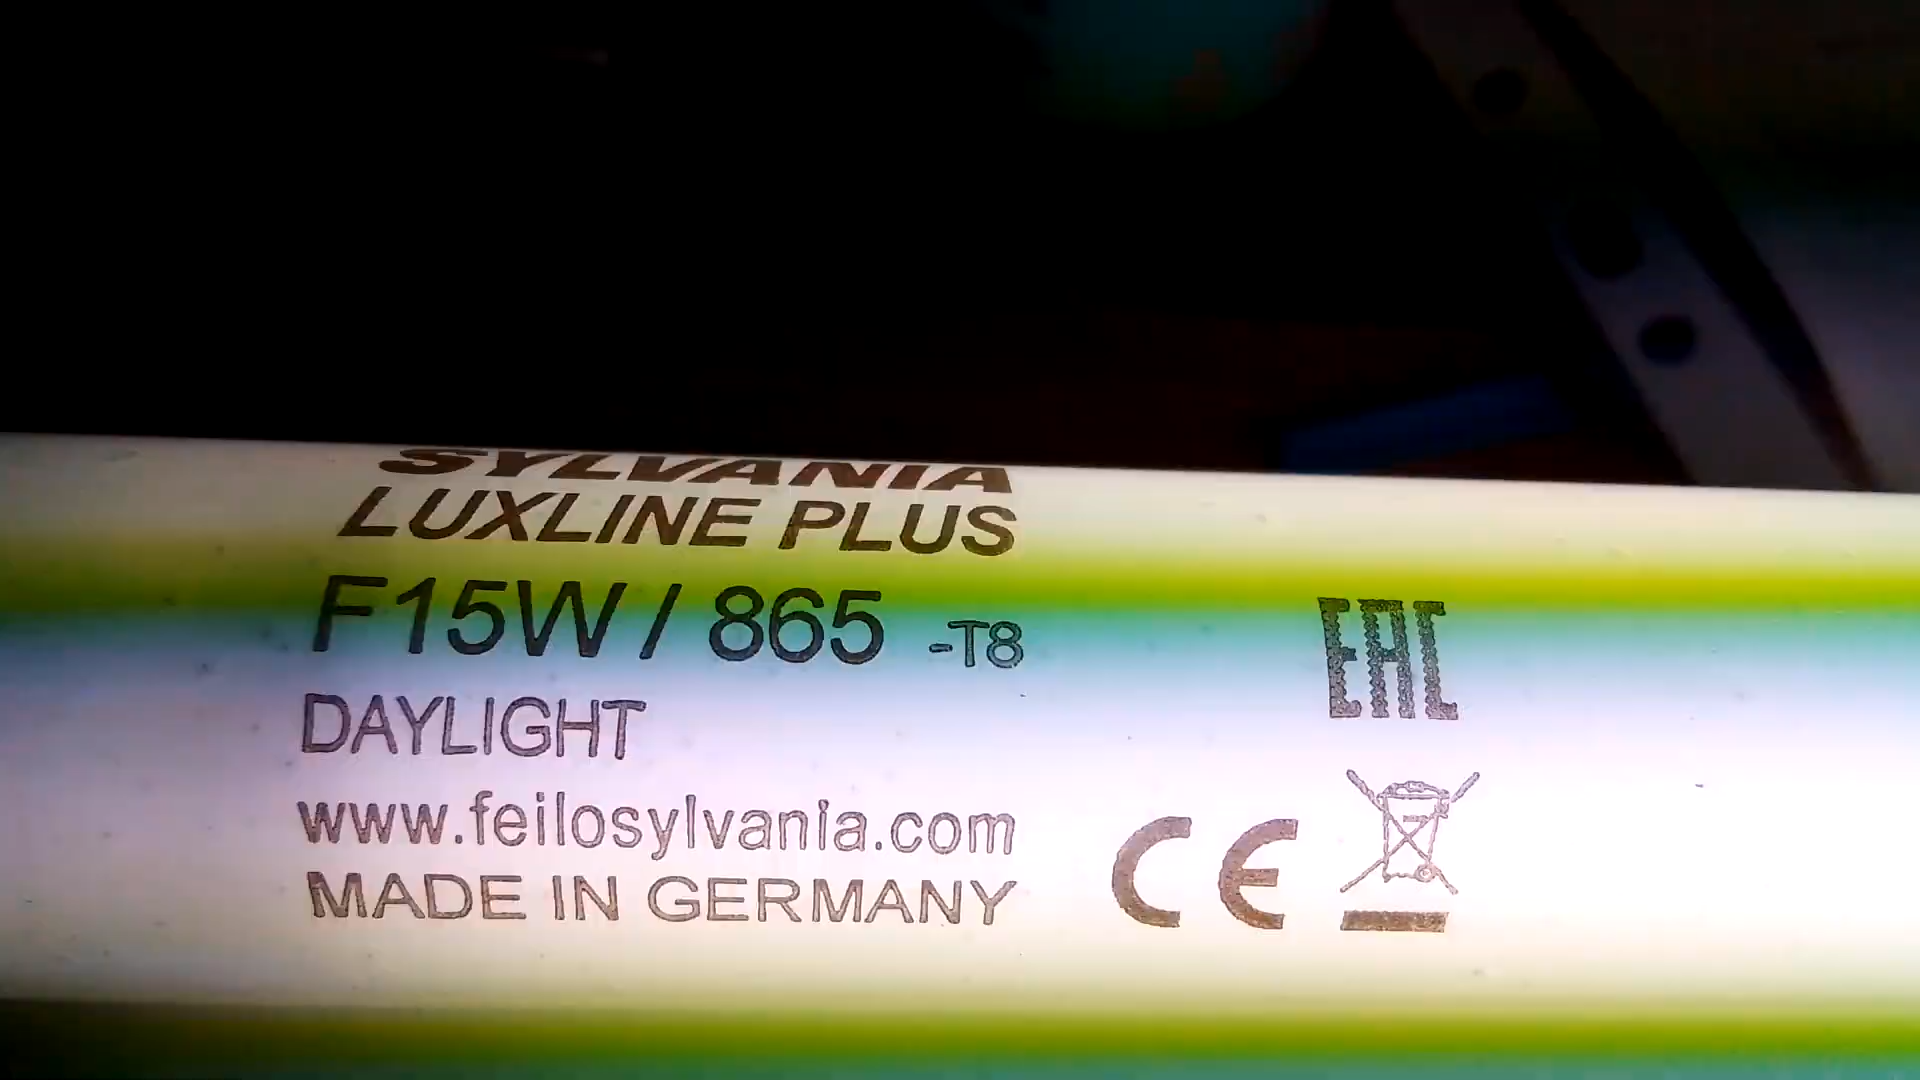 SYLVANIA
LUXLINE PLUS
F15W / 865 -T8
DAYLIGHT
www.feilosylvania.com
MADE IN GERMANY
EAC
CE